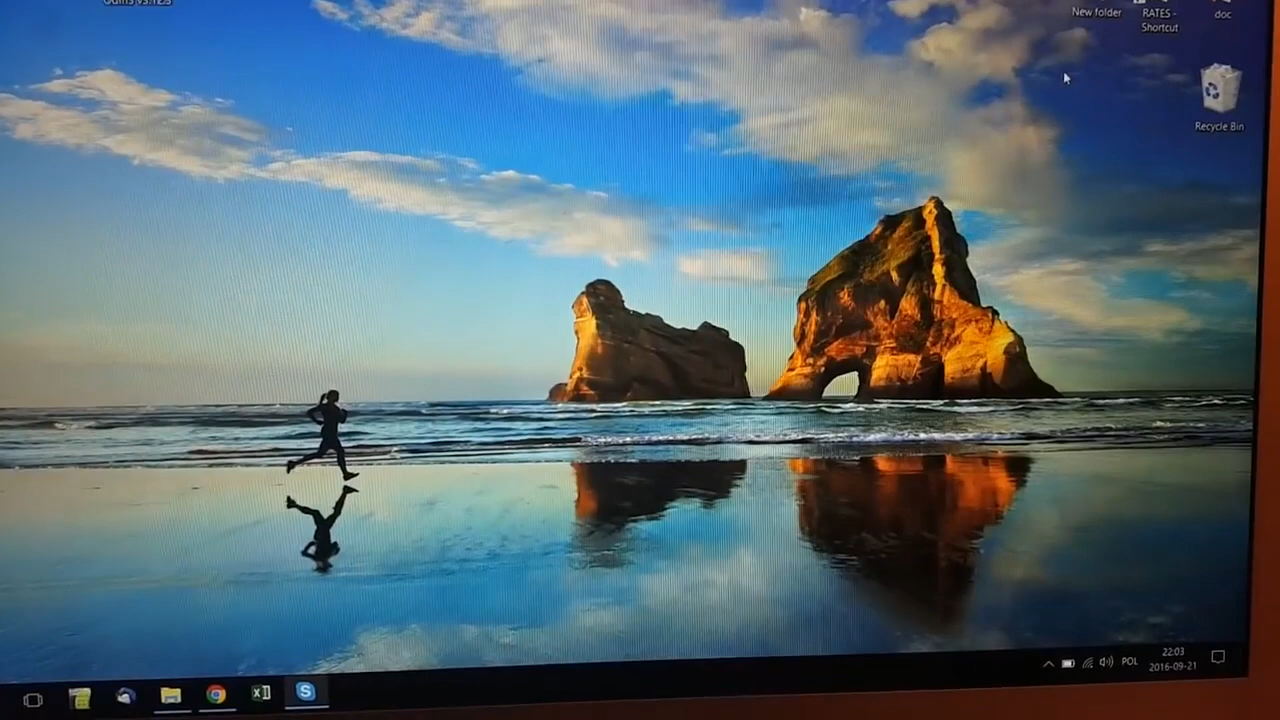 New folder
RATES -
Shortcut
doc
Recycle Bin
POL
22:03
2016-09-21